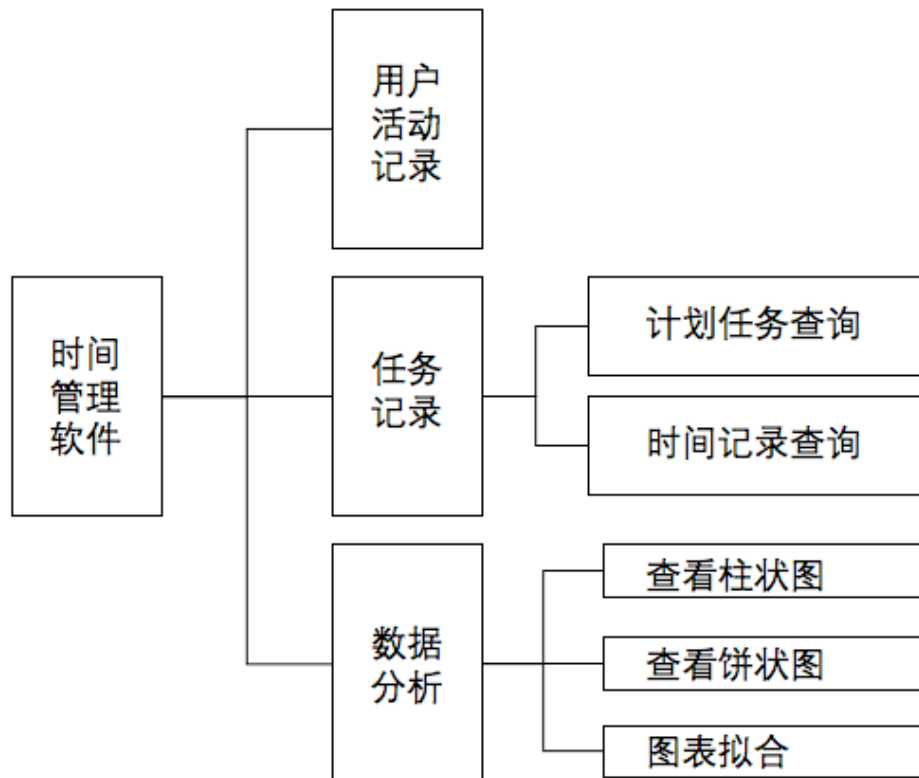 用户
活动
记录
时间
管理
软件
任务
记录
计划任务查询
时间记录查询
数据
分析
查看柱状图
查看饼状图
图表拟合